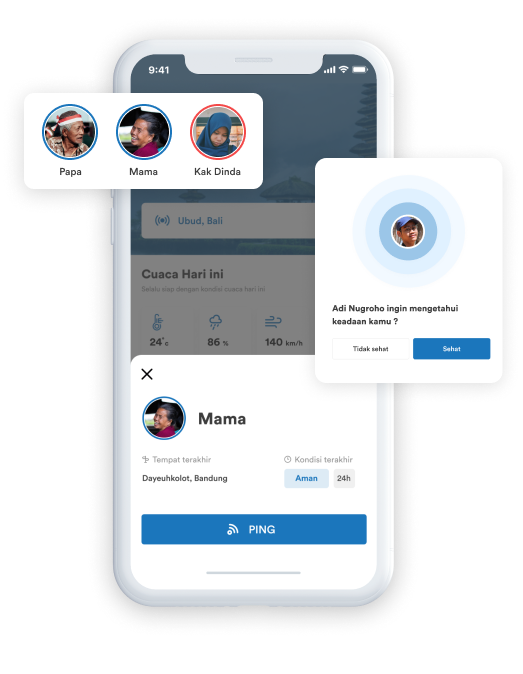 9:41
Papa
Mama
Kak Dinda
Ubud, Bali
Cuaca Hari ini
Selalu siap dengan kondisi cuaca hari ini
24°c
86 %
140 km/h
Adi Nugroho ingin mengetahui
keadaan kamu ?
Tidak sehat
Sehat
Mama
Tempat terakhir
Kondisi terakhir
Dayeuhkolot, Bandung
Aman
24h
PING